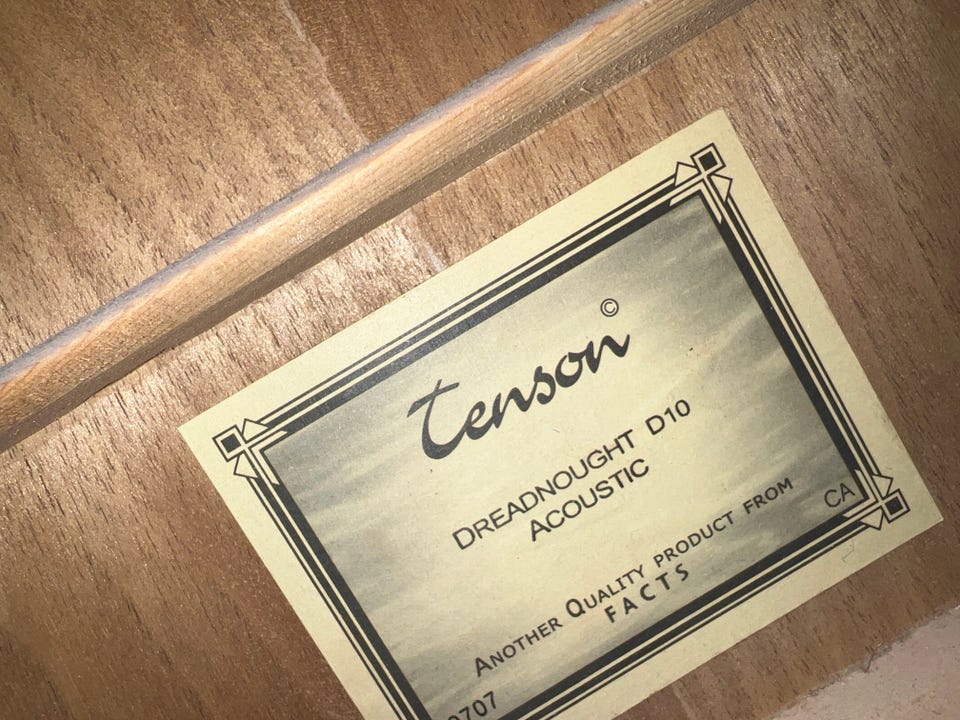 tenson ©
DREADNOUGHT D10
ACOUSTIC
ANOTHER QUALITY PRODUCT FROM
FACTS
CA